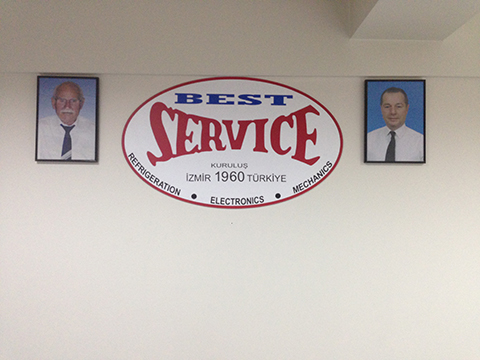 BEST
SERVICE
KURULUŞ
İZMİR 1960 TÜRKİYE
REFRIGERATION • ELECTRONICS • MECHANICS